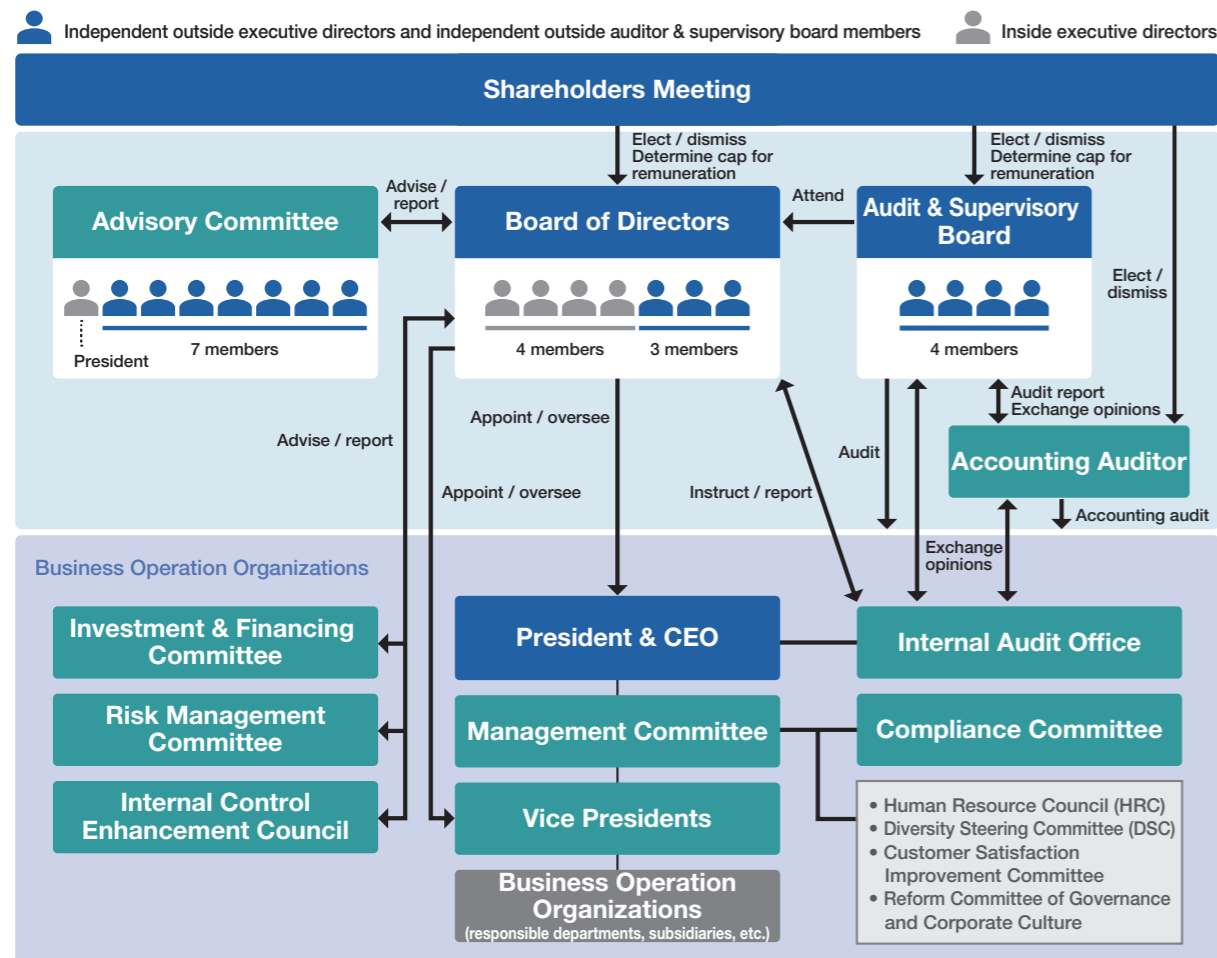 Independent outside executive directors and independent outside auditor & supervisory board members
Inside executive directors
Shareholders Meeting
Elect / dismiss
Determine cap for
remuneration
Elect / dismiss
Determine cap for
remuneration
Advisory Committee
Advise /
report
Board of Directors
Attend
Audit & Supervisory
Board
Elect /
dismiss
President
7 members
4 members
3 members
4 members
Audit report
Exchange opinions
Appoint / oversee
Advise / report
Audit
Accounting Auditor
Appoint / oversee
Instruct / report
Accounting audit
Exchange
opinions
Business Operation Organizations
Investment & Financing
Committee
President & CEO
Internal Audit Office
Risk Management
Committee
Management Committee
Compliance Committee
Internal Control
Enhancement Council
Vice Presidents
• Human Resource Council (HRC)
• Diversity Steering Committee (DSC)
• Customer Satisfaction
Improvement Committee
• Reform Committee of Governance
and Corporate Culture
Business Operation
Organizations
(responsible departments, subsidiaries, etc.)